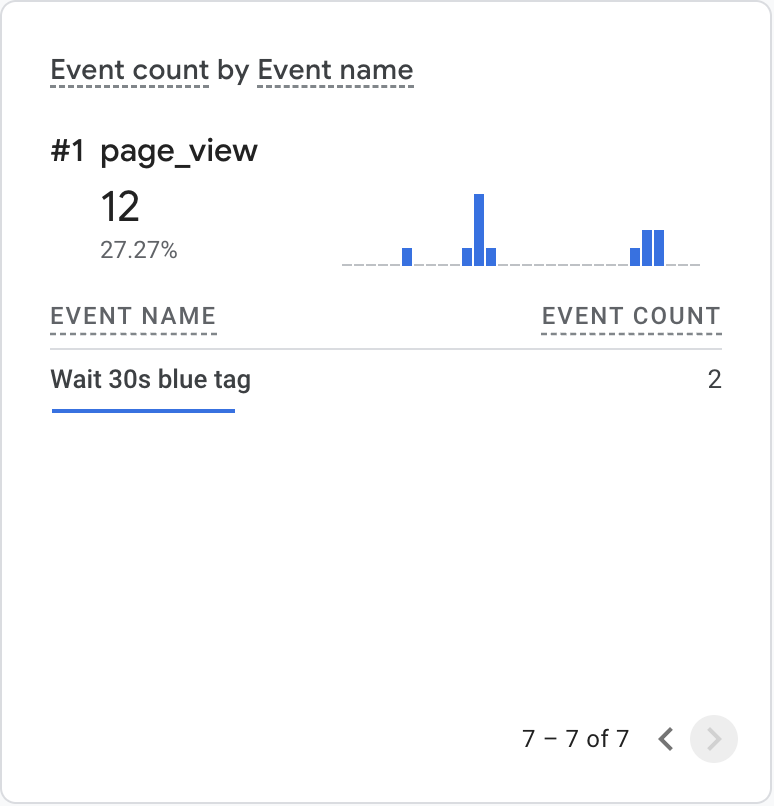 Event count by Event name
#1 page_view
12
27.27%
EVENT NAME EVENT COUNT
Wait 30s blue tag 2
7 – 7 of 7